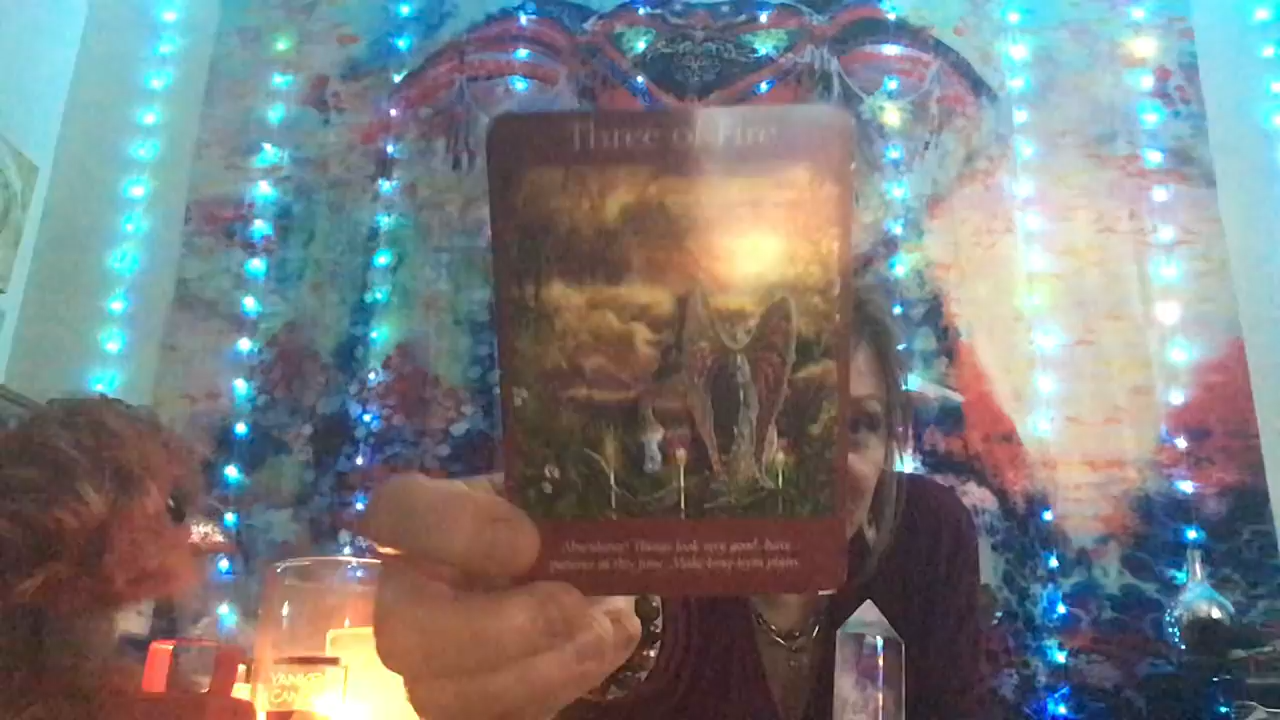 Three of Fire
Abundance! Things look very good, have
patience at this time. Make long-term plans.
YANKEE
CANDLE